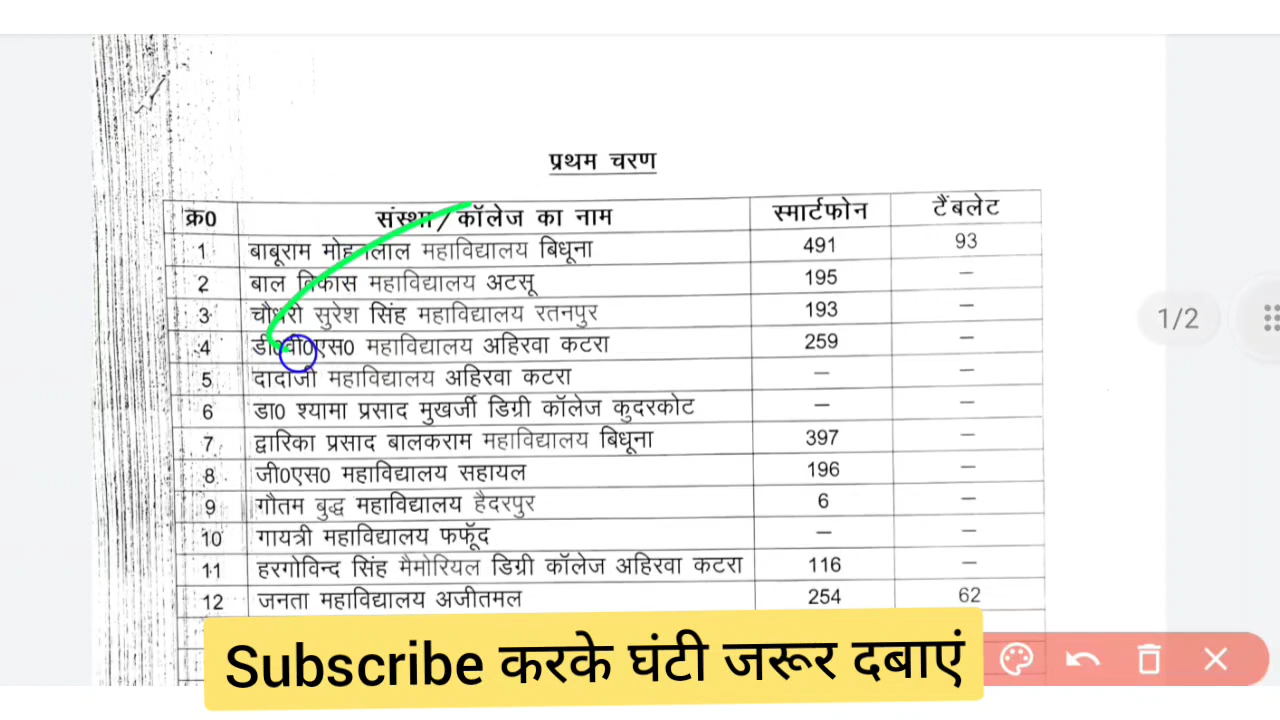 प्रथम चरण
क्र0 संस्था/कॉलेज का नाम स्मार्टफोन टैंबलेट
1 बाबूराम मोहनलाल महाविद्यालय बिधूना 491 93
2 बाल विकास महाविद्यालय अटसू 195 –
3 चौधरी सुरेश सिंह महाविद्यालय रतनपुर 193 –
4 डी0वी0एस0 महाविद्यालय अहिरवा कटरा 259 –
5 दादाजी महाविद्यालय अहिरवा कटरा – –
6 डा0 श्यामा प्रसाद मुखर्जी डिग्री कॉलेज कुदरकोट – –
7 द्वारिका प्रसाद बालकराम महाविद्यालय बिधूना 397 –
8 जी0एस0 महाविद्यालय सहायल 196 –
9 गौतम बुद्ध महाविद्यालय हैदरपुर 6 –
10 गायत्री महाविद्यालय फफूँद – –
11 हरगोविन्द सिंह मैमोरियल डिग्री कॉलेज अहिरवा कटरा 116 –
12 जनता महाविद्यालय अजीतमल 254 62
1/2
Subscribe करके घंटी जरूर दबाएं